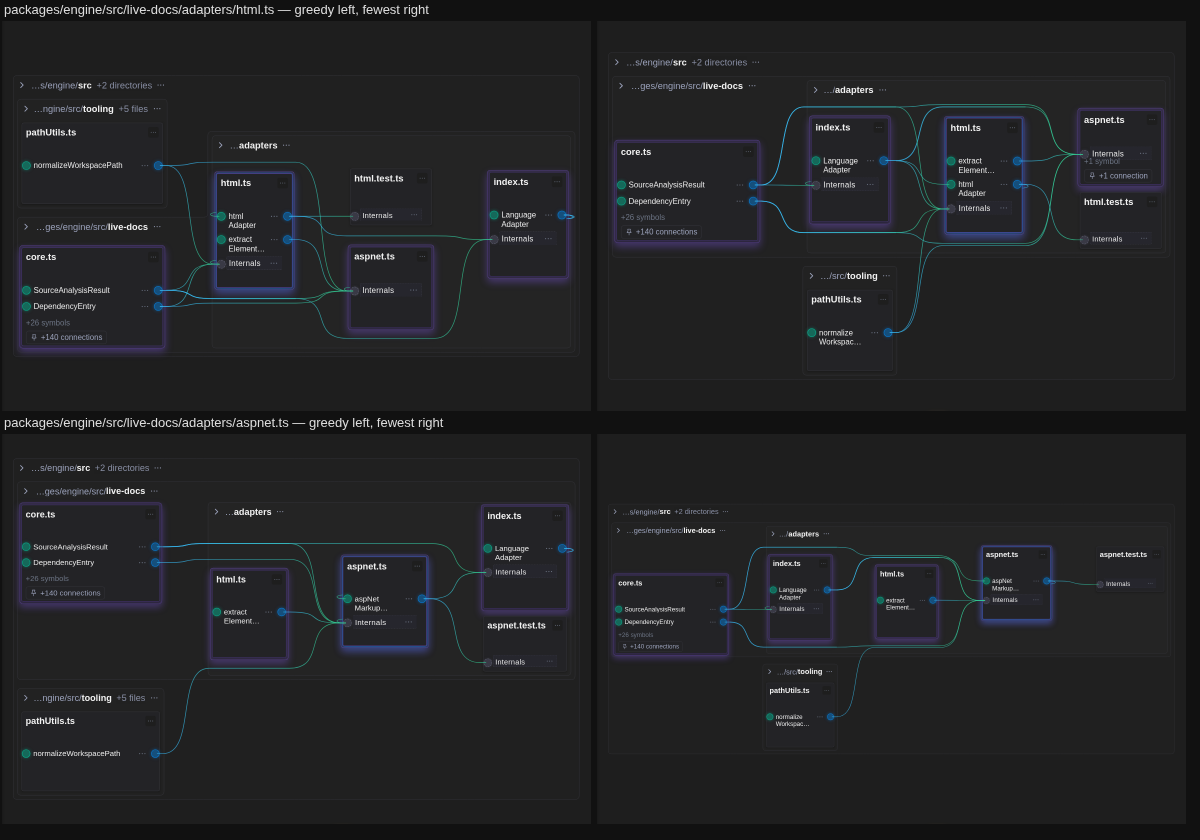 packages/engine/src/live-docs/adapters/html.ts — greedy left, fewest right
…s/engine/src +2 directories ···
…ngine/src/tooling +5 files ···
pathUtils.ts ···
normalizeWorkspacePath ···
…adapters ···
html.ts ···
html
Adapter ···
extract
Element… ···
Internals ···
html.test.ts ···
Internals ···
index.ts ···
Language
Adapter ···
Internals ···
aspnet.ts ···
Internals ···
…ges/engine/src/live-docs ···
core.ts ···
SourceAnalysisResult ···
DependencyEntry ···
+26 symbols
+140 connections
…s/engine/src +2 directories ···
…ges/engine/src/live-docs ···
…/adapters ···
core.ts ···
SourceAnalysisResult ···
DependencyEntry ···
+26 symbols
+140 connections
index.ts ···
Language
Adapter ···
Internals ···
html.ts ···
extract
Element… ···
html
Adapter ···
Internals ···
aspnet.ts ···
Internals ···
+1 symbol
+1 connection
html.test.ts ···
Internals ···
…/src/tooling ···
pathUtils.ts ···
normalize
Workspac… ···
packages/engine/src/live-docs/adapters/aspnet.ts — greedy left, fewest right
…s/engine/src +2 directories ···
…ges/engine/src/live-docs ···
core.ts ···
SourceAnalysisResult ···
DependencyEntry ···
+26 symbols
+140 connections
…adapters ···
html.ts ···
extract
Element… ···
aspnet.ts ···
aspNet
Markup… ···
Internals ···
index.ts ···
Language
Adapter ···
Internals ···
aspnet.test.ts ···
Internals ···
…ngine/src/tooling +5 files ···
pathUtils.ts ···
normalizeWorkspacePath ···
…s/engine/src +2 directories ···
…ges/engine/src/live-docs ···
…/adapters ···
core.ts ···
SourceAnalysisResult ···
DependencyEntry ···
+26 symbols
+140 connections
index.ts ···
Language
Adapter ···
Internals ···
html.ts ···
extract
Element… ···
aspnet.ts ···
aspNet
Markup… ···
Internals ···
aspnet.test.ts ···
Internals ···
…/src/tooling ···
pathUtils.ts ···
normalize
Workspac… ···